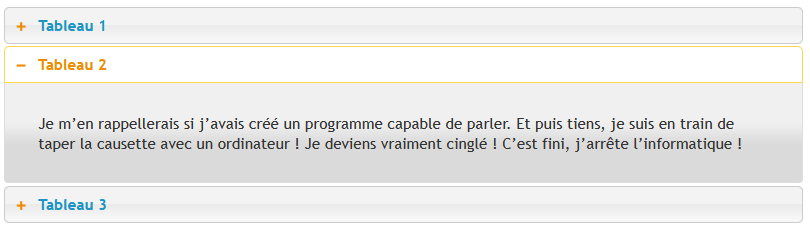 Tableau 1
Tableau 2
Je m’en rappellerais si j’avais créé un programme capable de parler. Et puis tiens, je suis en train de
taper la causette avec un ordinateur ! Je deviens vraiment cinglé ! C’est fini, j’arrête l’informatique !
Tableau 3